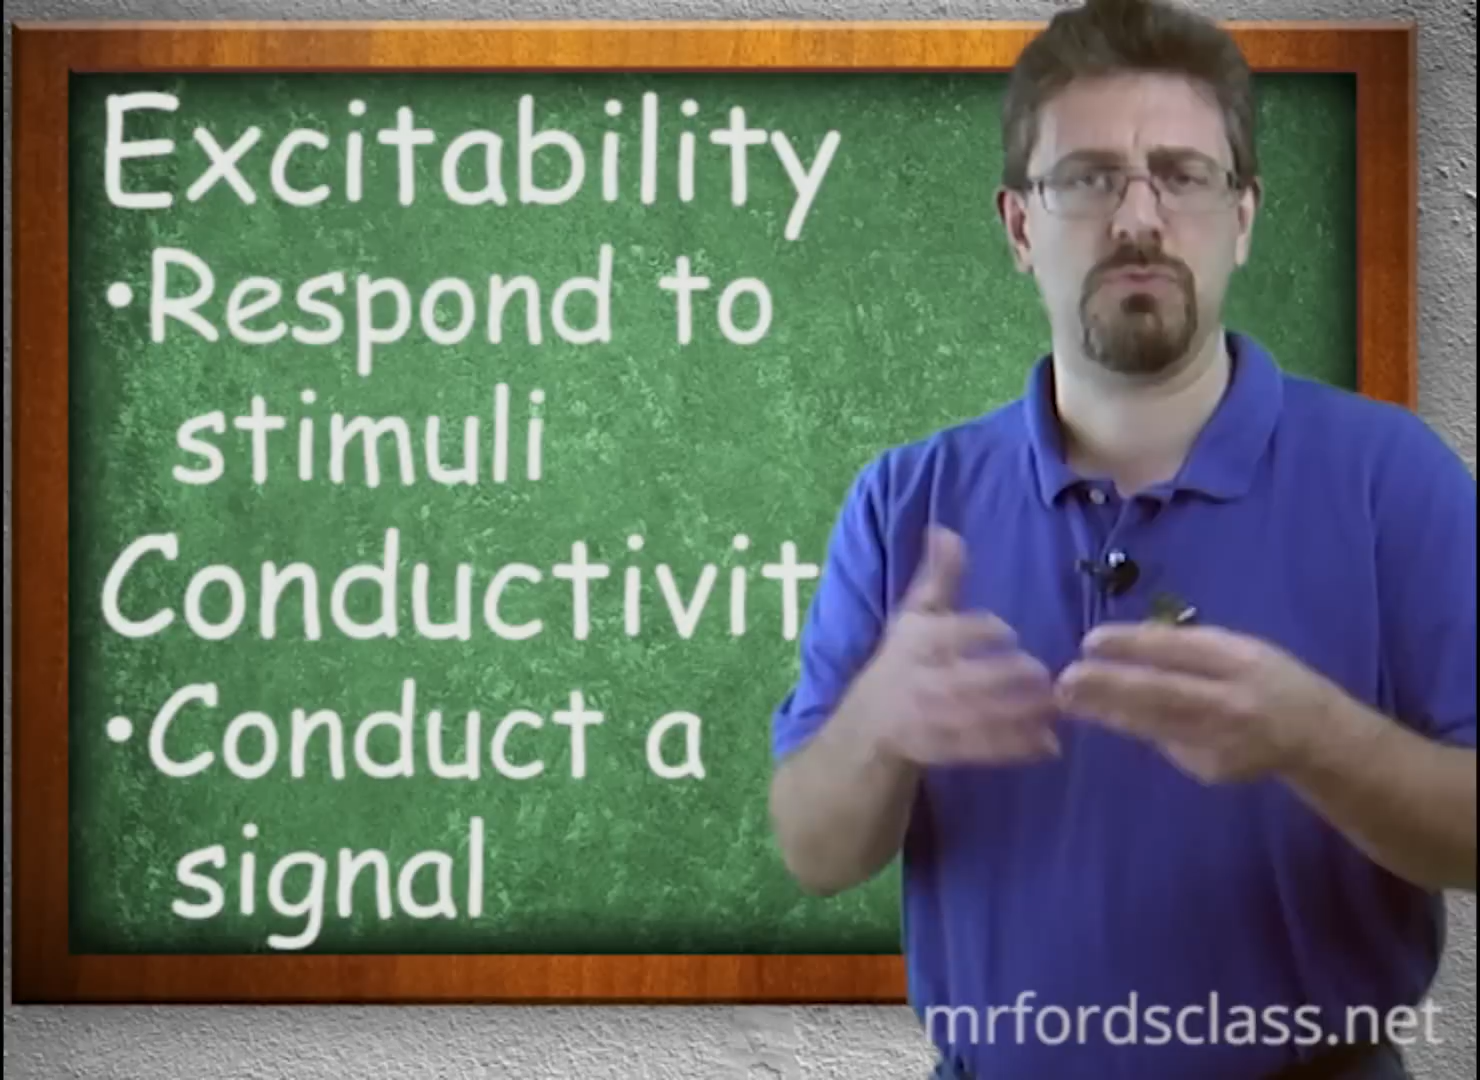 Excitability
•Respond to
stimuli
Conductivit
•Conduct a
signal
mrfordsclass.net